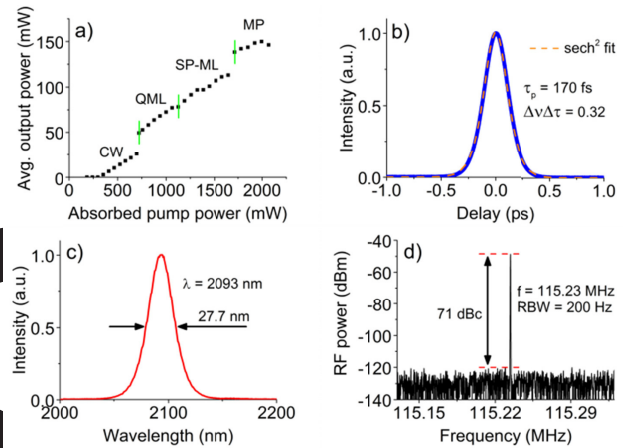 a)
MP
SP-ML
QML
CW
150
100
50
0
0 500 1000 1500 2000
Avg. output power (mW)
Absorbed pump power (mW)
b)
sech² fit
τp = 170 fs
ΔνΔτ = 0.32
1.0
0.5
0.0
-1.0 -0.5 0.0 0.5 1.0
Intensity (a.u.)
Delay (ps)
c)
λ = 2093 nm
27.7 nm
1.0
0.5
0.0
2000 2100 2200
Intensity (a.u.)
Wavelength (nm)
d)
f = 115.23 MHz
RBW = 200 Hz
71 dBc
-40
-60
-80
-100
-120
-140
115.15 115.22 115.29
RF power (dBm)
Frequency (MHz)